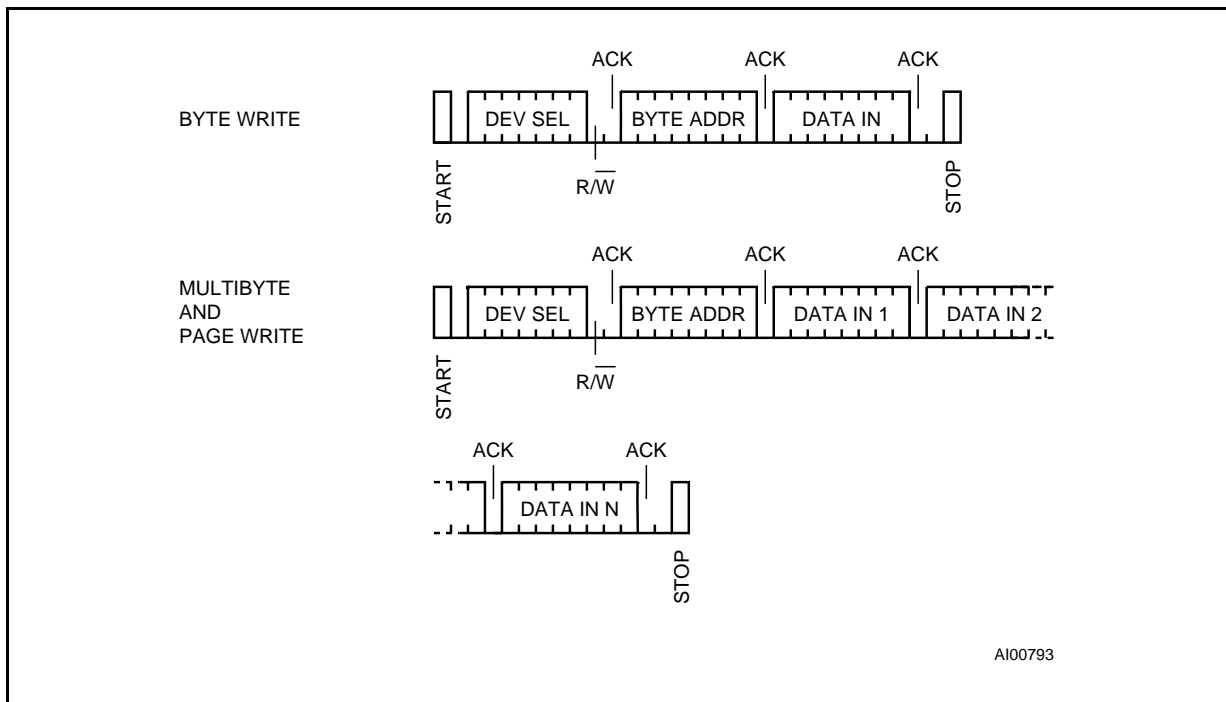 ACK ACK ACK
BYTE WRITE DEV SEL BYTE ADDR DATA IN
R/W̅
START STOP
ACK ACK ACK
MULTIBYTE
AND
PAGE WRITE DEV SEL BYTE ADDR DATA IN 1 DATA IN 2
R/W̅
START
ACK ACK
DATA IN N
STOP
AI00793